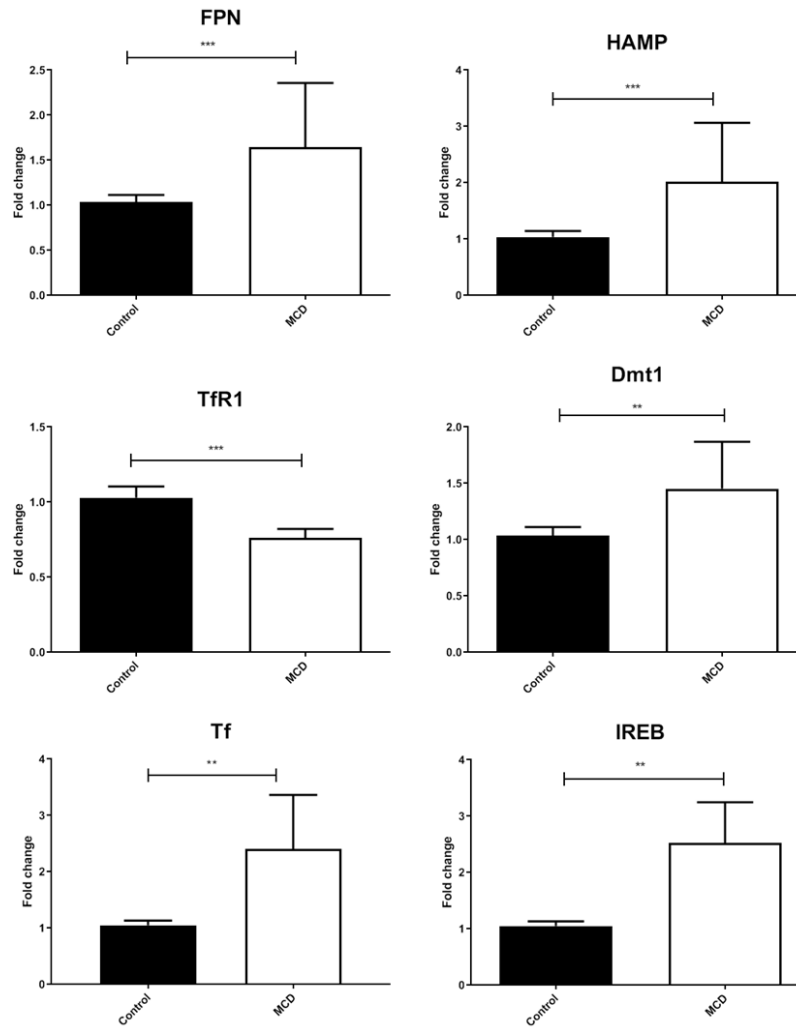 FPN
***
2.5
2.0
1.5
1.0
0.5
0.0
Fold change
Control
MCD
HAMP
***
4
3
2
1
0
Fold change
Control
MCD
TfR1
***
1.5
1.0
0.5
0.0
Fold change
Control
MCD
Dmt1
**
2.0
1.5
1.0
0.5
0.0
Fold change
Control
MCD
Tf
**
4
3
2
1
0
Fold change
Control
MCD
IREB
**
4
3
2
1
0
Fold change
Control
MCD